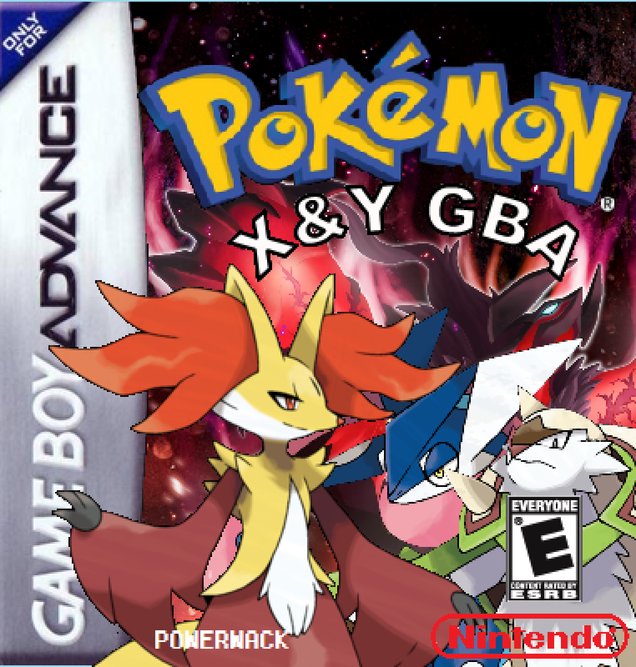 ONLY
FOR
GAME BOY ADVANCE
POKéMON
®
X&Y GBA
EVERYONE
E
®
CONTENT RATED BY
ESRB
POWERWACK
Nintendo